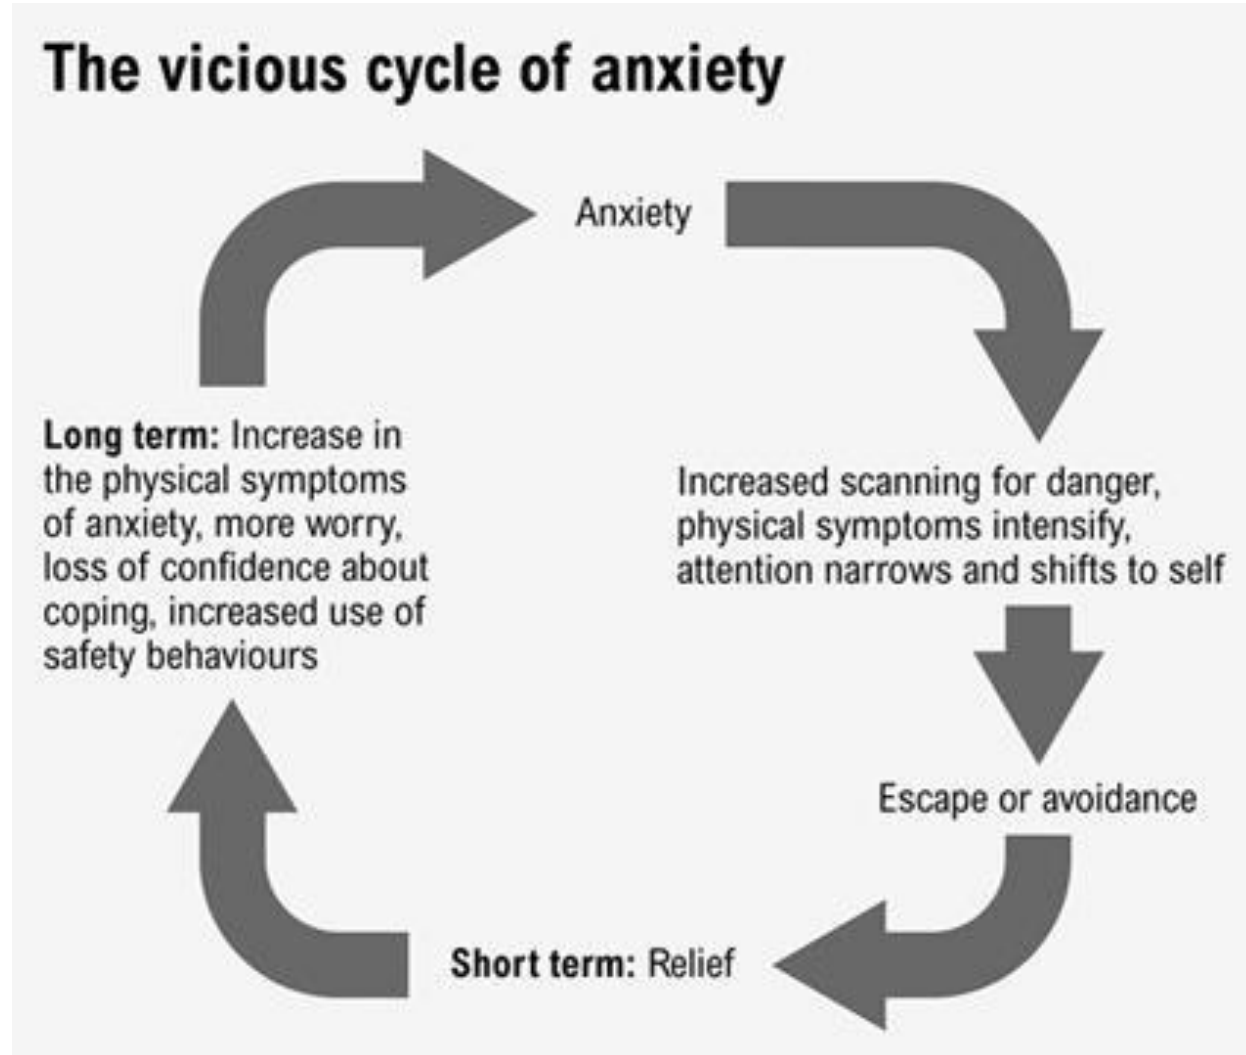 The vicious cycle of anxiety
Anxiety
Increased scanning for danger,
physical symptoms intensify,
attention narrows and shifts to self
Escape or avoidance
Short term: Relief
Long term: Increase in
the physical symptoms
of anxiety, more worry,
loss of confidence about
coping, increased use of
safety behaviours